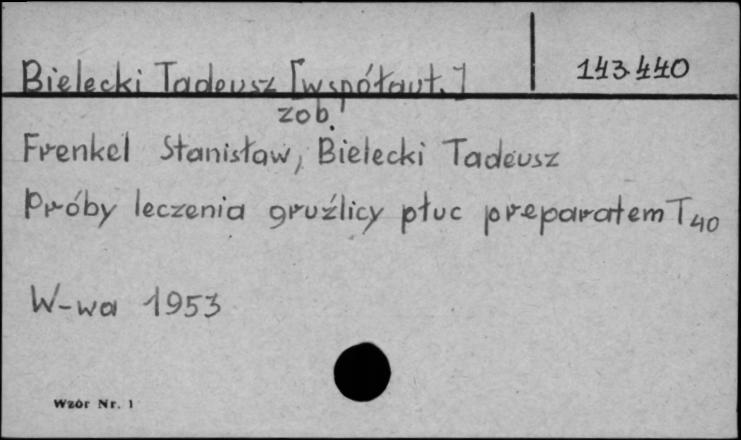 Bielecki Tadeusz [współaut.]
143.440
zob.
Frenkel Stanisław, Bielecki Tadeusz
Próby leczenia gruźlicy płuc preparatem T40
W-wa 1953
Wzór Nr. 1